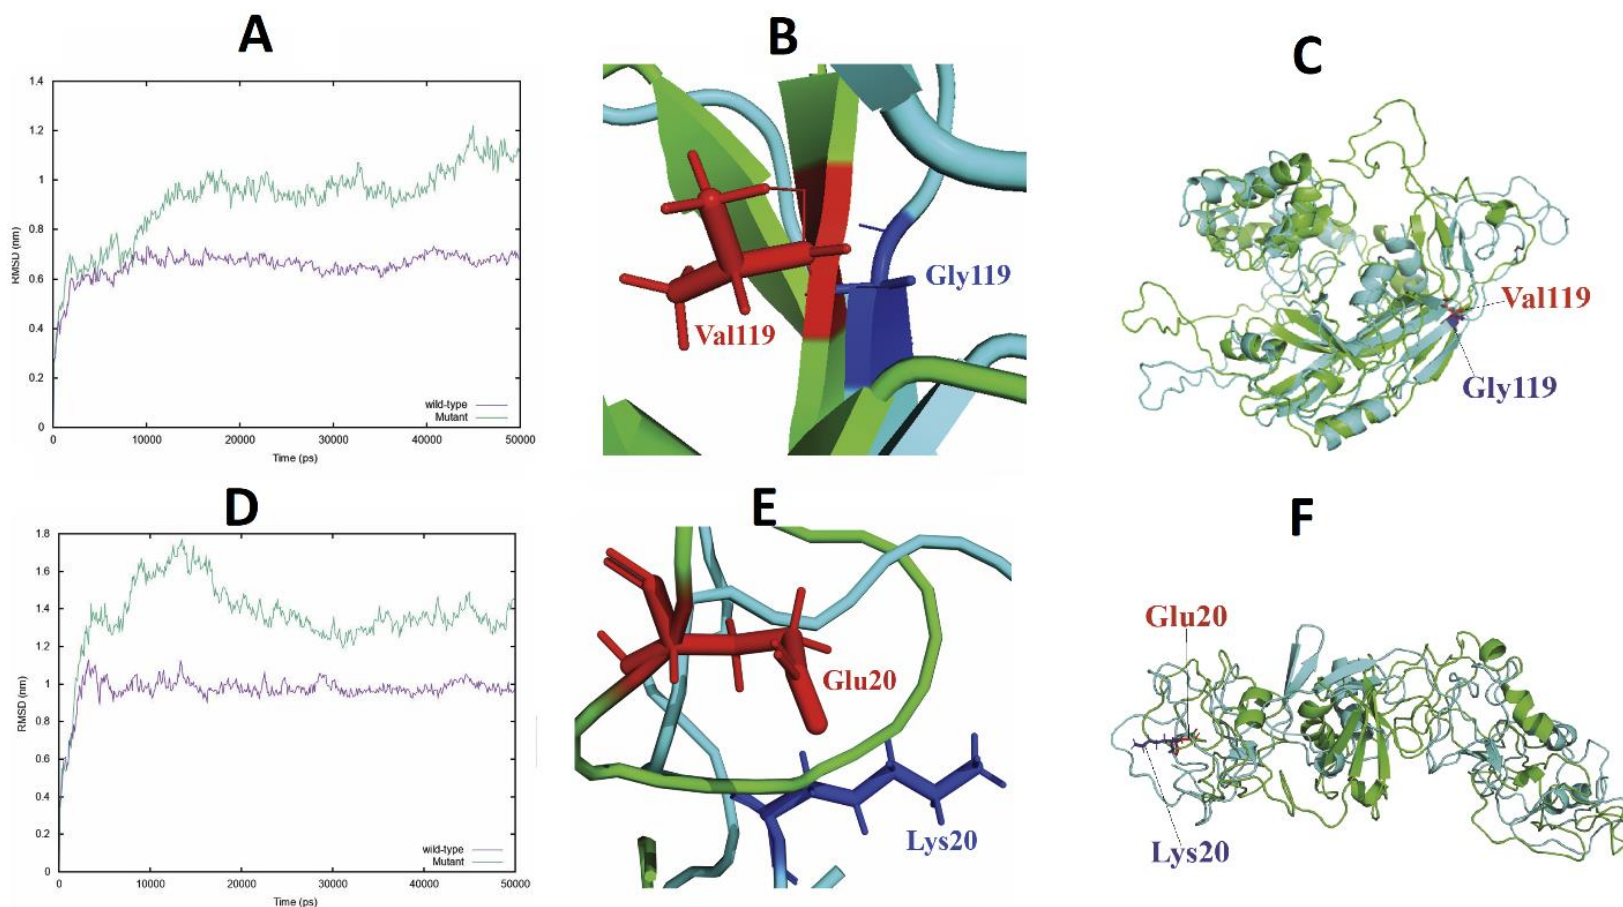 A
B
C
1.4
1.2
1
0.8
0.6
0.4
0.2
0
RMSD (nm)
wild-type
Mutant
0 10000 20000 30000 40000 50000
Time (ps)
Val119
Gly119
Val119
Gly119
D
E
F
1.8
1.6
1.4
1.2
1
0.8
0.6
0.4
0.2
0
RMSD (nm)
wild-type
Mutant
0 10000 20000 30000 40000 50000
Time (ps)
Glu20
Lys20
Glu20
Lys20